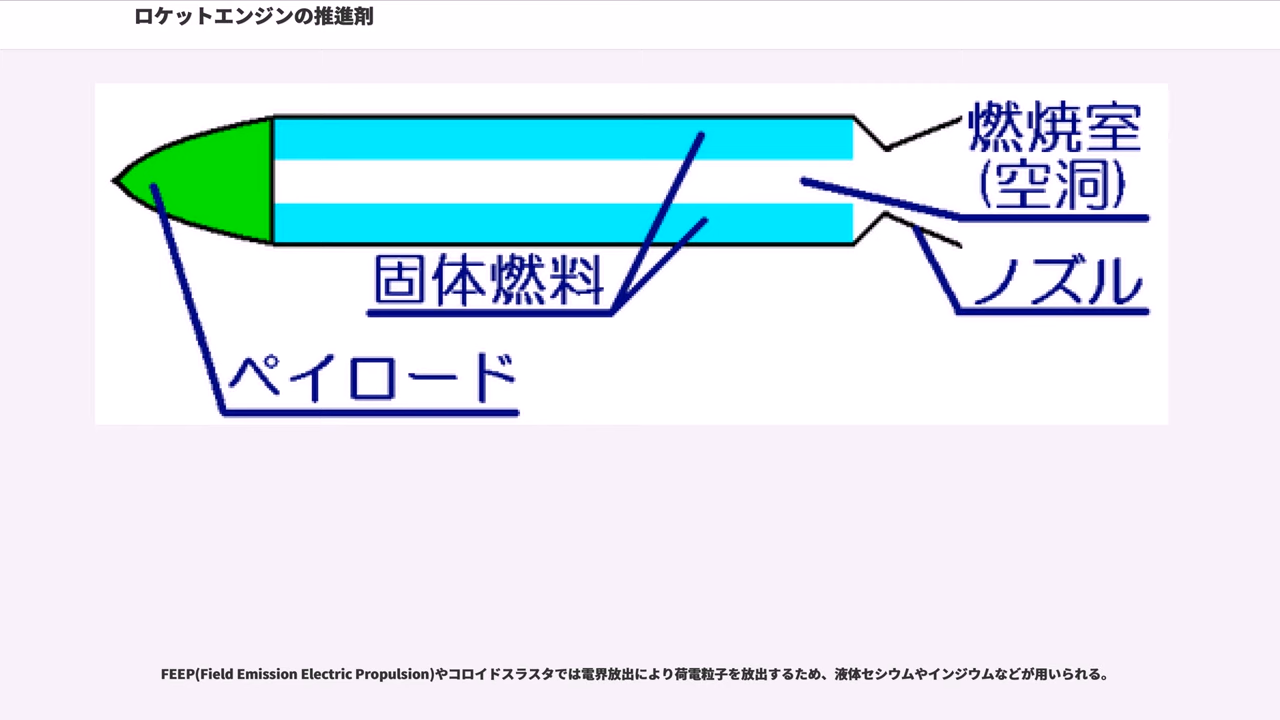 ロケットエンジンの推進剤
燃焼室
(空洞)
固体燃料
ノズル
ペイロード
FEEP(Field Emission Electric Propulsion)やコロイドスラスタでは電界放出により荷電粒子を放出するため、液体セシウムやインジウムなどが用いられる。